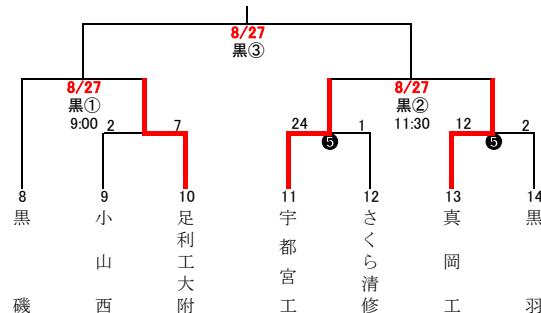 8/27
黒③
8/27
黒①
9:00
8/27
黒②
11:30
2 7
24 1
❺
12 2
❺
8 9 10 11 12 13 14
黒磯
小山西
足利工大附
宇都宮工
さくら清修
真岡工
黒羽